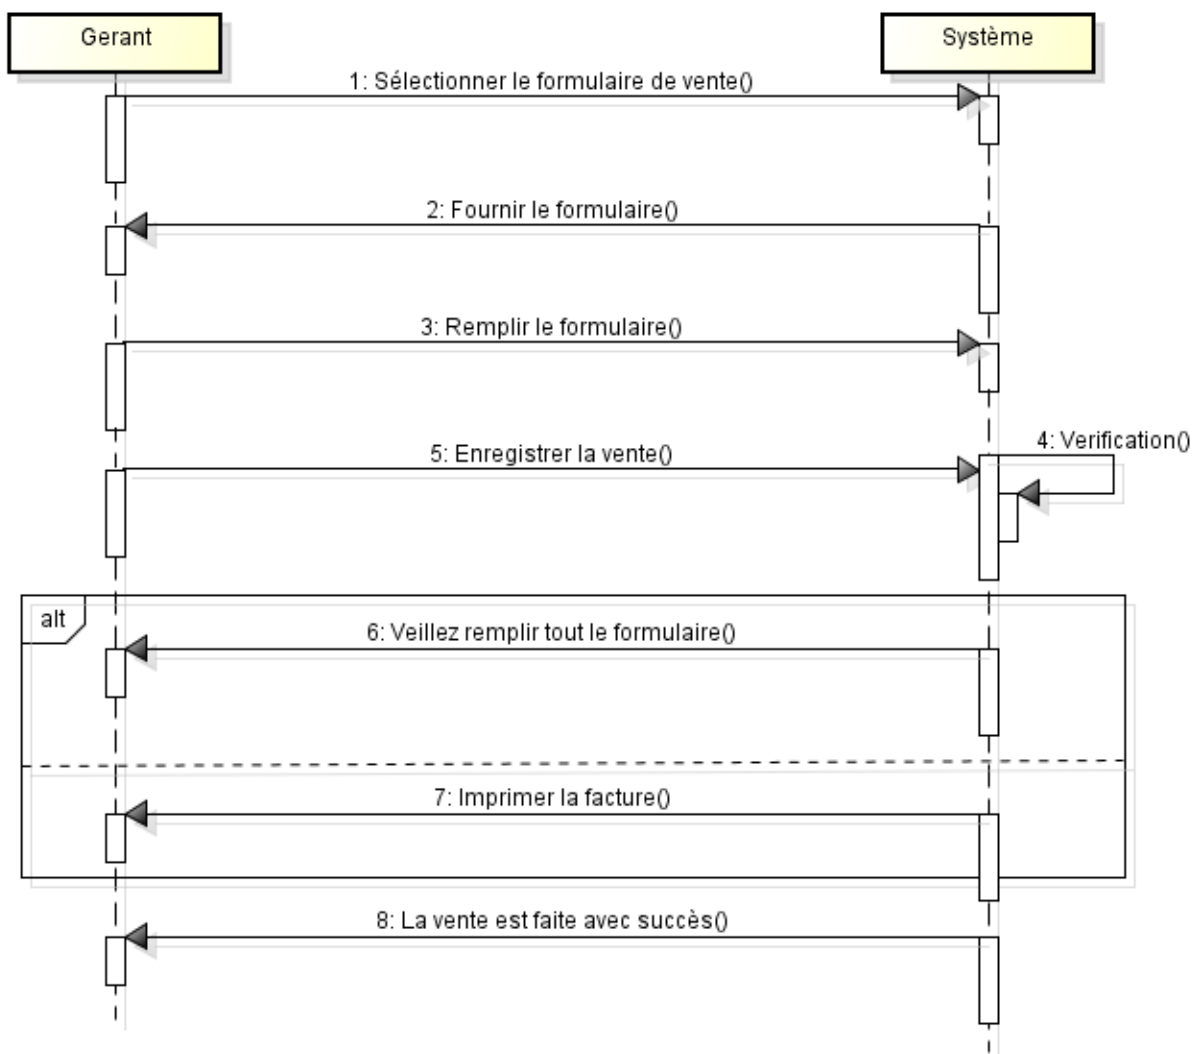 Gerant
Système
1: Sélectionner le formulaire de vente()
2: Fournir le formulaire()
3: Remplir le formulaire()
4: Verification()
5: Enregistrer la vente()
alt
6: Veillez remplir tout le formulaire()
7: Imprimer la facture()
8: La vente est faite avec succès()